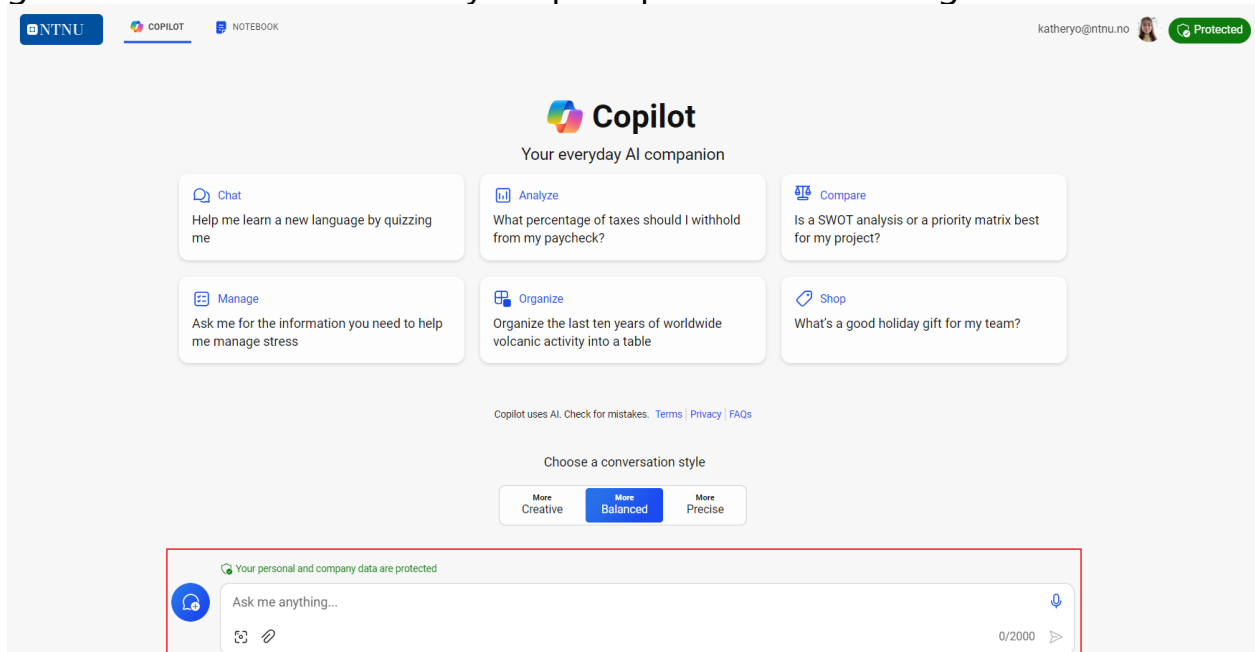 NTNU
COPILOT
NOTEBOOK
katheryo@ntnu.no
Protected
Copilot
Your everyday AI companion
Chat
Help me learn a new language by quizzing
me
Analyze
What percentage of taxes should I withhold
from my paycheck?
Compare
Is a SWOT analysis or a priority matrix best
for my project?
Manage
Ask me for the information you need to help
me manage stress
Organize
Organize the last ten years of worldwide
volcanic activity into a table
Shop
What's a good holiday gift for my team?
Copilot uses AI. Check for mistakes. Terms | Privacy | FAQs
Choose a conversation style
More
Creative
More
Balanced
More
Precise
Your personal and company data are protected
Ask me anything...
0/2000